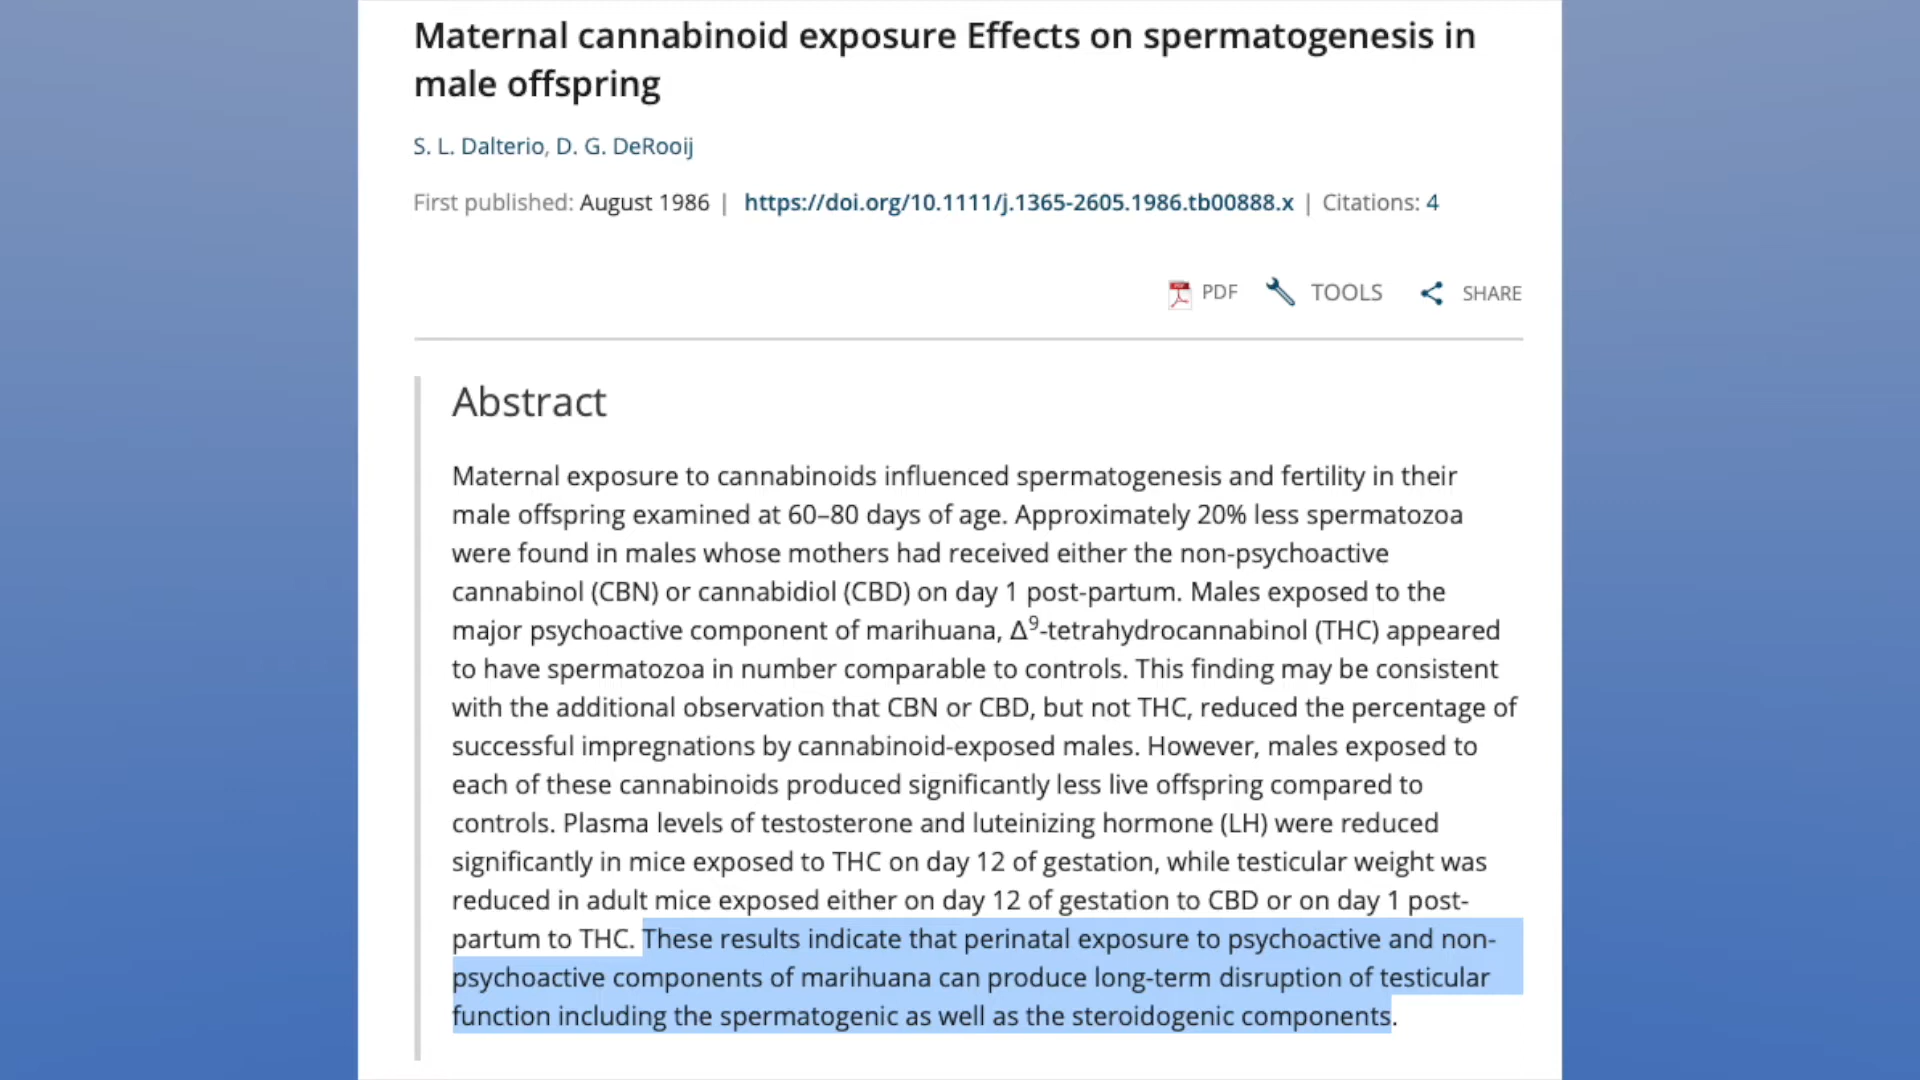 Maternal cannabinoid exposure Effects on spermatogenesis in
male offspring
S. L. Dalterio, D. G. DeRooij
First published: August 1986 | https://doi.org/10.1111/j.1365-2605.1986.tb00888.x | Citations: 4
PDF TOOLS SHARE
Abstract
Maternal exposure to cannabinoids influenced spermatogenesis and fertility in their
male offspring examined at 60–80 days of age. Approximately 20% less spermatozoa
were found in males whose mothers had received either the non-psychoactive
cannabinol (CBN) or cannabidiol (CBD) on day 1 post-partum. Males exposed to the
major psychoactive component of marihuana, Δ⁹-tetrahydrocannabinol (THC) appeared
to have spermatozoa in number comparable to controls. This finding may be consistent
with the additional observation that CBN or CBD, but not THC, reduced the percentage of
successful impregnations by cannabinoid-exposed males. However, males exposed to
each of these cannabinoids produced significantly less live offspring compared to
controls. Plasma levels of testosterone and luteinizing hormone (LH) were reduced
significantly in mice exposed to THC on day 12 of gestation, while testicular weight was
reduced in adult mice exposed either on day 12 of gestation to CBD or on day 1 post-
partum to THC. These results indicate that perinatal exposure to psychoactive and non-
psychoactive components of marihuana can produce long-term disruption of testicular
function including the spermatogenic as well as the steroidogenic components.